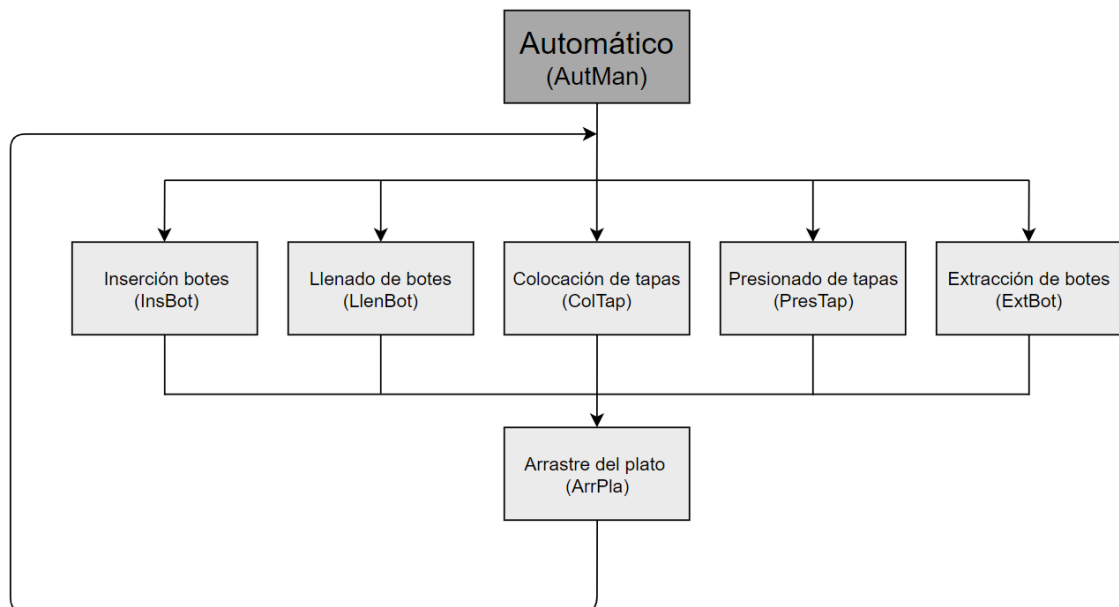 Automático
(AutMan)
Inserción botes
(InsBot)
Llenado de botes
(LlenBot)
Colocación de tapas
(ColTap)
Presionado de tapas
(PresTap)
Extracción de botes
(ExtBot)
Arrastre del plato
(ArrPla)